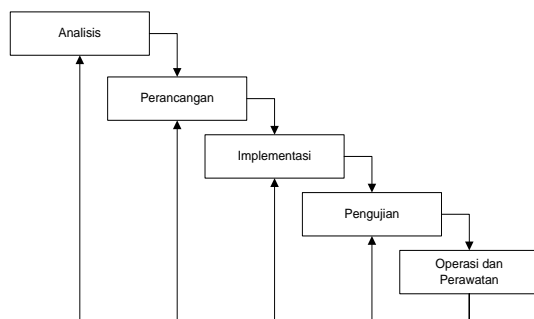 Analisis
Perancangan
Implementasi
Pengujian
Operasi dan
Perawatan